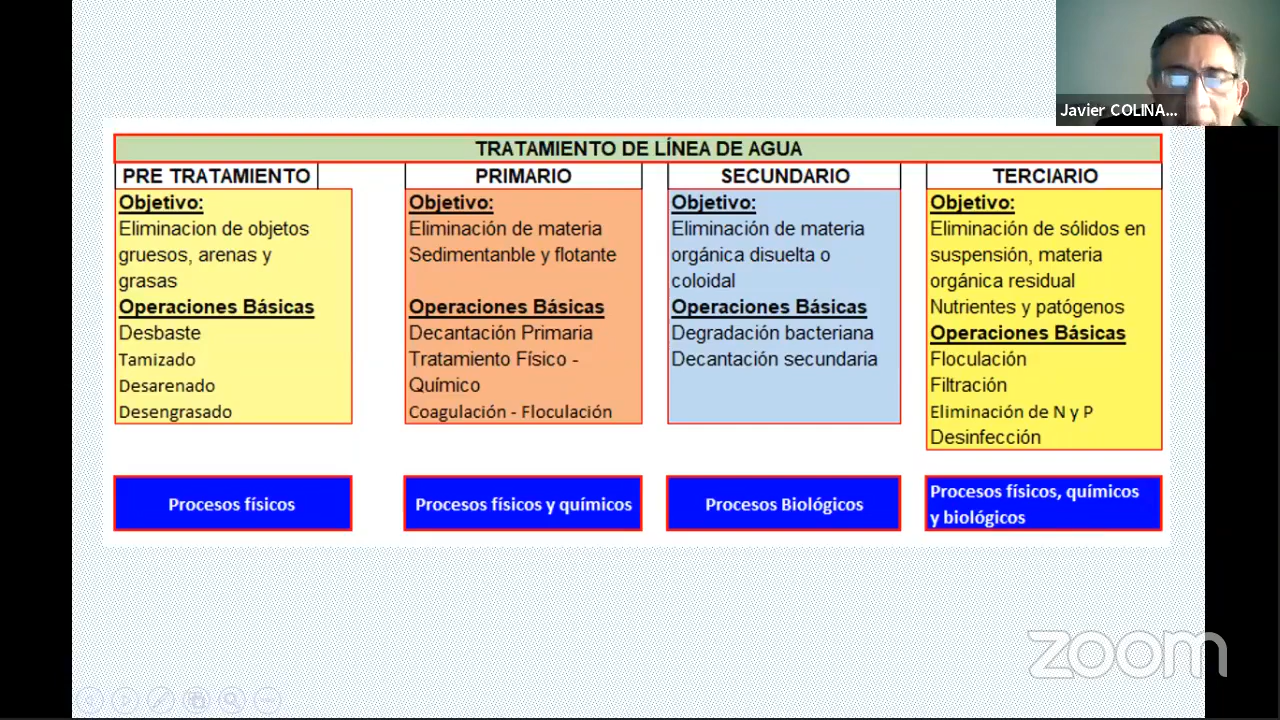 Javier COLINA...
TRATAMIENTO DE LÍNEA DE AGUA
PRE TRATAMIENTO
Objetivo:
Eliminacion de objetos
gruesos, arenas y
grasas
Operaciones Básicas
Desbaste
Tamizado
Desarenado
Desengrasado
Procesos físicos
PRIMARIO
Objetivo:
Eliminación de materia
Sedimentanble y flotante
Operaciones Básicas
Decantación Primaria
Tratamiento Físico -
Químico
Coagulación - Floculación
Procesos físicos y químicos
SECUNDARIO
Objetivo:
Eliminación de materia
orgánica disuelta o
coloidal
Operaciones Básicas
Degradación bacteriana
Decantación secundaria
Procesos Biológicos
TERCIARIO
Objetivo:
Eliminación de sólidos en
suspensión, materia
orgánica residual
Nutrientes y patógenos
Operaciones Básicas
Floculación
Filtración
Eliminación de N y P
Desinfección
Procesos físicos, químicos
y biológicos
zoom